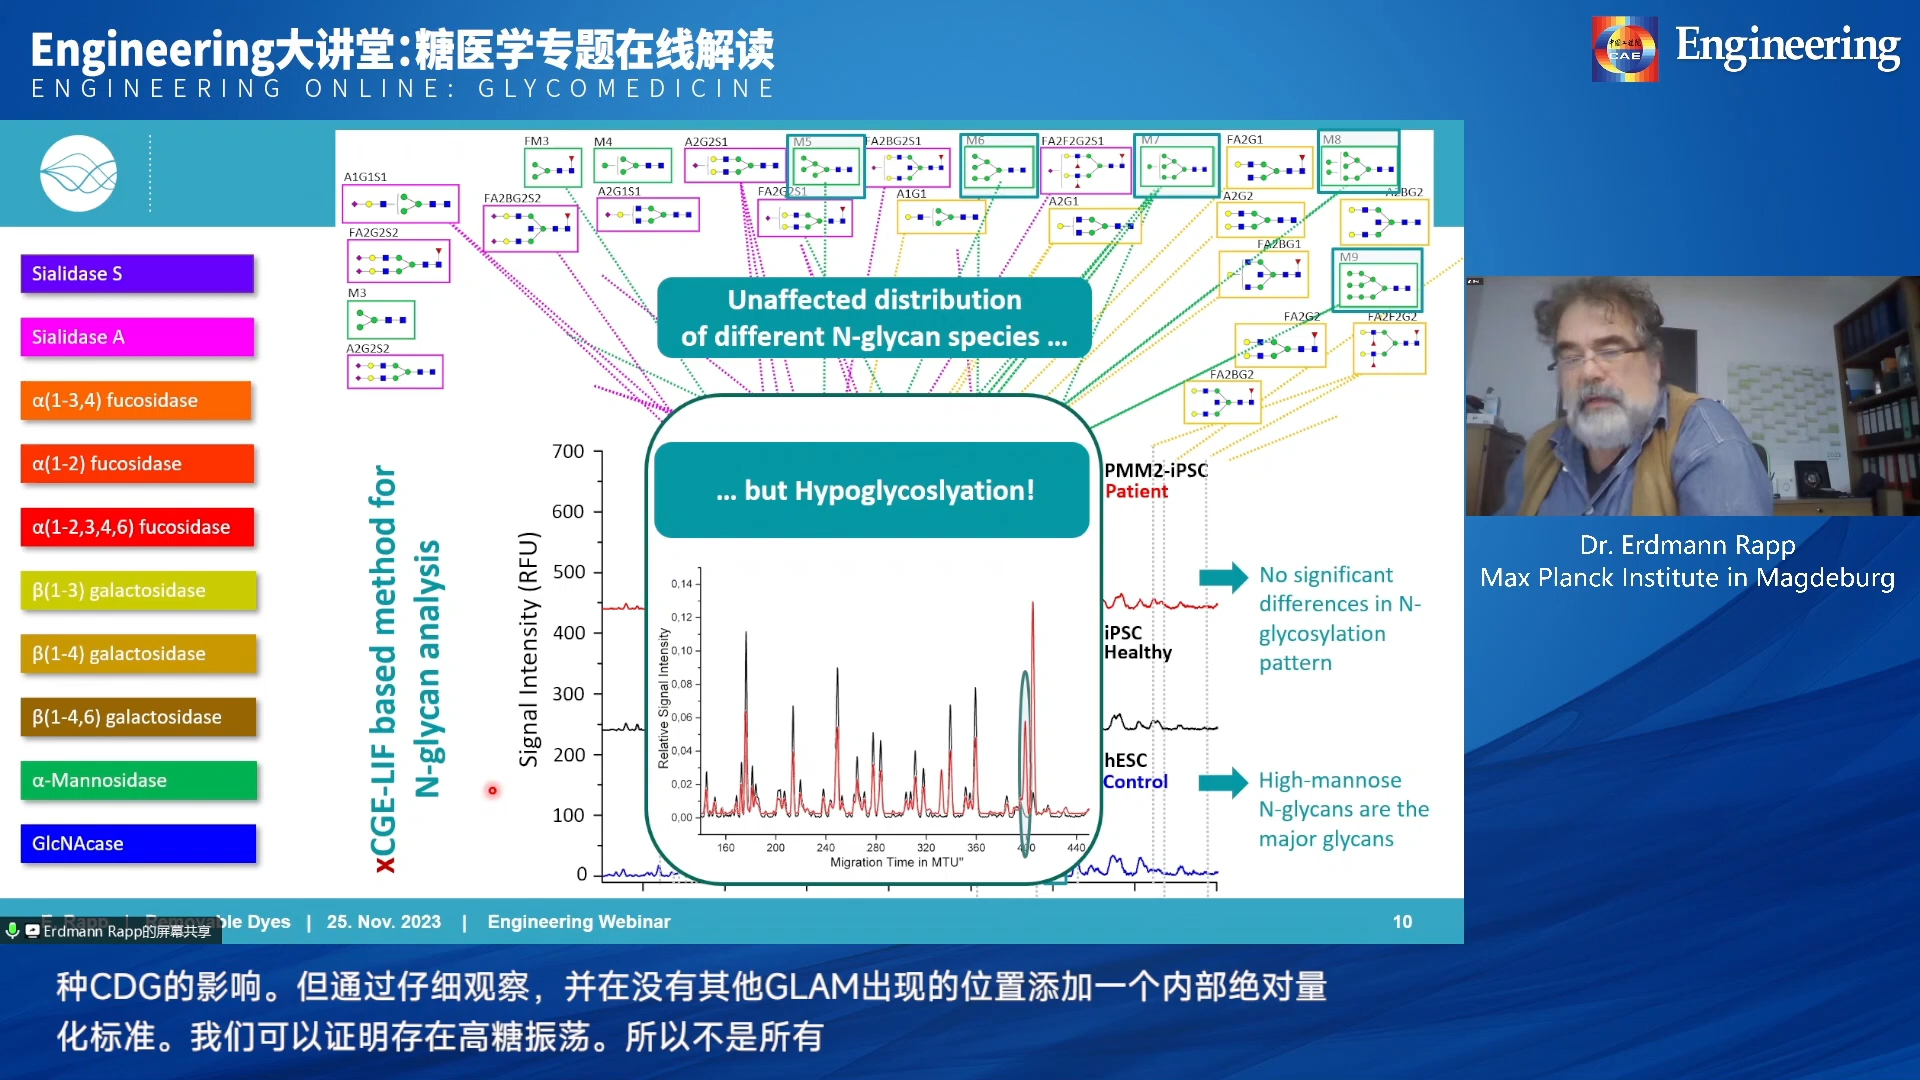 Engineering大讲堂:糖医学专题在线解读
ENGINEERING ONLINE: GLYCOMEDICINE
中国工程院
CAE
Engineering
FM3
M4
A2G2S1
M5
FA2BG2S1
M6
FA2F2G2S1
M7
FA2G1
M8
A1G1S1
FA2BG2S2
A2G1S1
FA2G2S1
A1G1
A2G1
A2G2
A2BG2
FA2G2S2
FA2BG1
M9
M3
FA2G2
FA2F2G2
A2G2S2
FA2BG2
Sialidase S
Sialidase A
α(1-3,4) fucosidase
α(1-2) fucosidase
α(1-2,3,4,6) fucosidase
β(1-3) galactosidase
β(1-4) galactosidase
β(1-4,6) galactosidase
α-Mannosidase
GlcNAcase
xCGE-LIF based method for
N-glycan analysis
Unaffected distribution
of different N-glycan species ...
... but Hypoglycoslyation!
Signal Intensity (RFU)
700
600
500
400
300
200
100
0
Relative Signal Intensity
0,14
0,12
0,10
0,08
0,06
0,04
0,02
0,00
160 200 240 280 320 360 400 440
Migration Time in MTU"
PMM2-iPSC
Patient
iPSC
Healthy
hESC
Control
No significant
differences in N-
glycosylation
pattern
High-mannose
N-glycans are the
major glycans
E. Rapp | Removable Dyes | 25. Nov. 2023 | Engineering Webinar 10
Erdmann Rapp的屏幕共享
Dr. Erdmann Rapp
Max Planck Institute in Magdeburg
种CDG的影响。但通过仔细观察，并在没有其他GLAM出现的位置添加一个内部绝对量
化标准。我们可以证明存在高糖振荡。所以不是所有